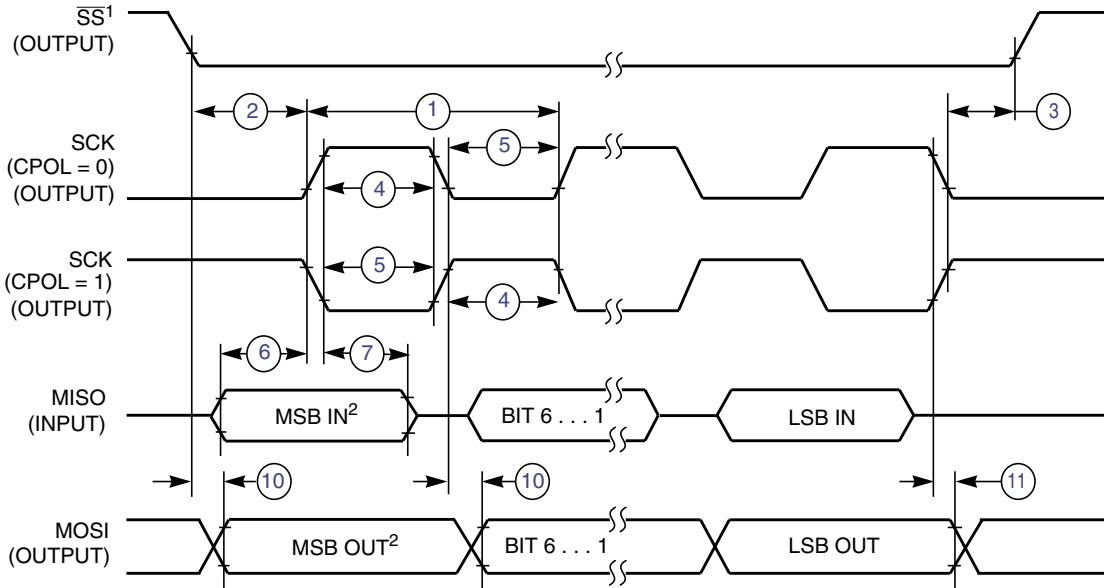 SS¹
(OUTPUT)
2
1
3
SCK
(CPOL = 0)
(OUTPUT)
5
4
SCK
(CPOL = 1)
(OUTPUT)
5
4
6
7
MISO
(INPUT)
MSB IN²
BIT 6 . . . 1
LSB IN
10
10
11
MOSI
(OUTPUT)
MSB OUT²
BIT 6 . . . 1
LSB OUT